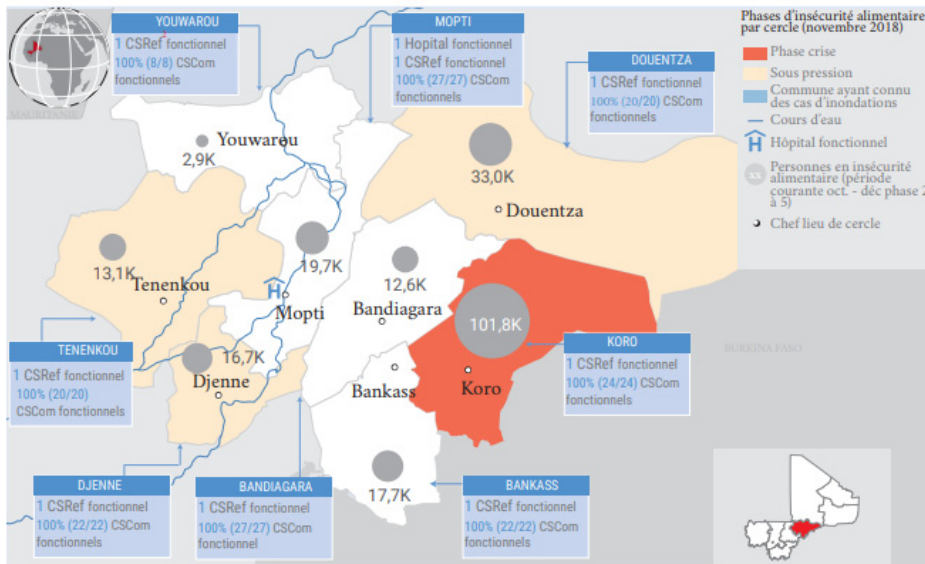 YOUWAROU
1 CSRef fonctionnel
100% (8/8) CSCom
fonctionnels
MOPTI
1 Hopital fonctionnel
1 CSRef fonctionnel
100% (27/27) CSCom
fonctionnels
DOUENTZA
1 CSRef fonctionnel
100% (20/20) CSCom
fonctionnels
Phases d'insécurité alimentaire
par cercle (novembre 2018)
Phase crise
Sous pression
Commune ayant connu
des cas d'inondations
Cours d'eau
H Hôpital fonctionnel
xx Personnes en insécurité
alimentaire (période
courante oct. - déc phase 2
à 5)
Chef lieu de cercle
MAURITANIE
Youwarou
2,9K
33,0K
Douentza
13,1K
Tenenkou
19,7K
H
Mopti
12,6K
Bandiagara
101,8K
Koro
16,7K
Djenne
Bankass
17,7K
BURKINA FASO
TENENKOU
1 CSRef fonctionnel
100% (20/20)
CSCom fonctionnels
KORO
1 CSRef fonctionnel
100% (24/24) CSCom
fonctionnels
DJENNE
1 CSRef fonctionnel
100% (22/22) CSCom
fonctionnels
BANDIAGARA
1 CSRef fonctionnel
100% (27/27) CSCom
fonctionnel
BANKASS
1 CSRef fonctionnel
100% (22/22) CSCom
fonctionnels